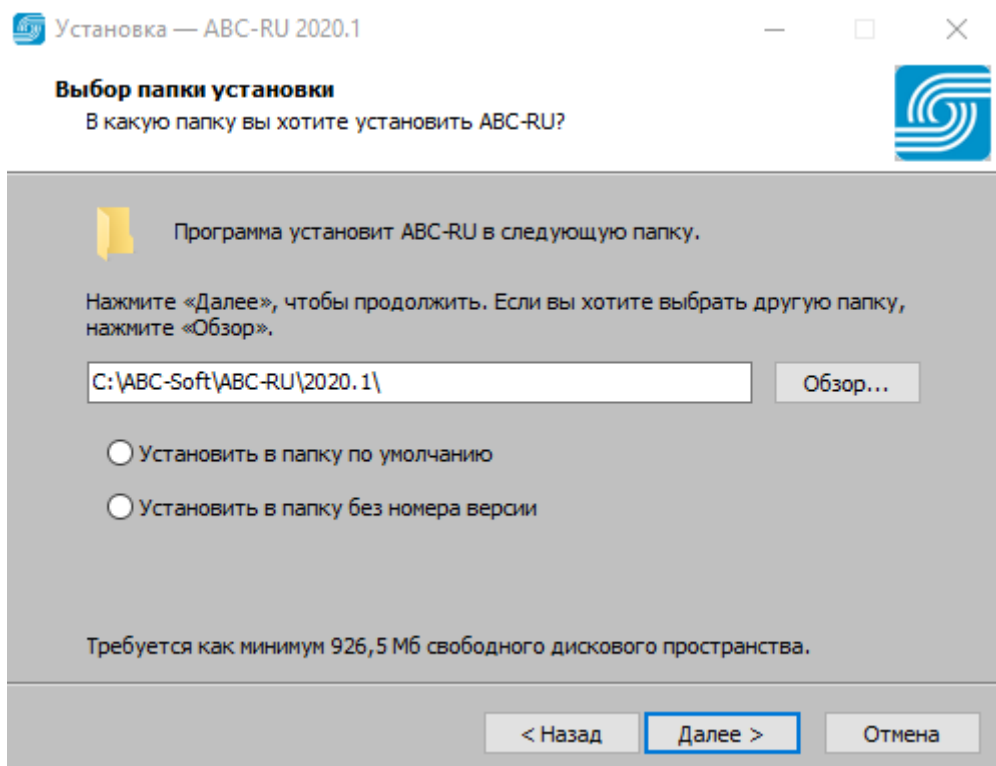 Установка — ABC-RU 2020.1
Выбор папки установки
В какую папку вы хотите установить ABC-RU?
Программа установит ABC-RU в следующую папку.
Нажмите «Далее», чтобы продолжить. Если вы хотите выбрать другую папку,
нажмите «Обзор».
C:\ABC-Soft\ABC-RU\2020.1\
Обзор...
Установить в папку по умолчанию
Установить в папку без номера версии
Требуется как минимум 926,5 Мб свободного дискового пространства.
< Назад
Далее >
Отмена